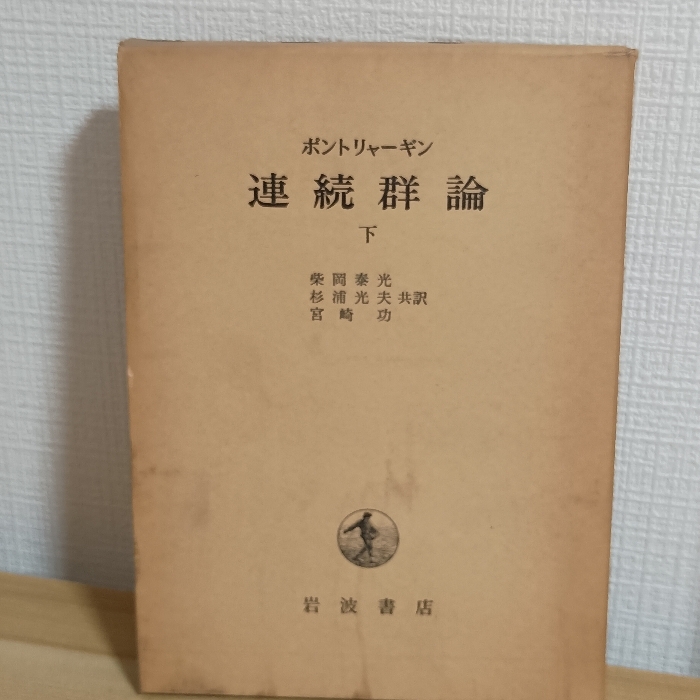 ポントリャーギン
連続群論
下
柴岡泰光
杉浦光夫 共訳
宮崎功
岩波書店